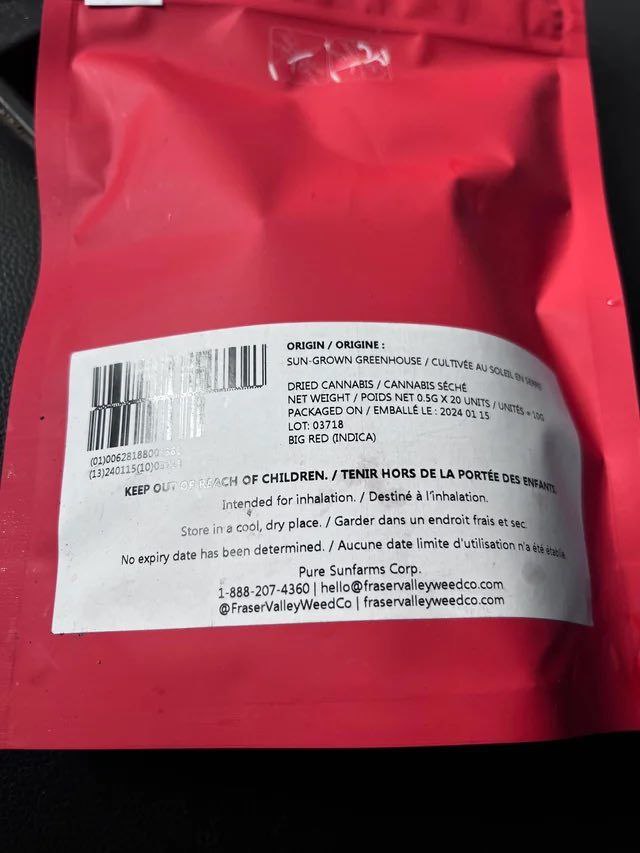 ORIGIN / ORIGINE :
SUN-GROWN GREENHOUSE / CULTIVÉE AU SOLEIL EN SERRE
DRIED CANNABIS / CANNABIS SÉCHÉ
NET WEIGHT / POIDS NET 0.5G X 20 UNITS / UNITÉS = 10G
PACKAGED ON / EMBALLÉ LE : 2024 01 15
LOT: 03718
BIG RED (INDICA)
KEEP OUT OF REACH OF CHILDREN. / TENIR HORS DE LA PORTÉE DES ENFANTS.
Intended for inhalation. / Destiné à l'inhalation.
Store in a cool, dry place. / Garder dans un endroit frais et sec.
No expiry date has been determined. / Aucune date limite d'utilisation n'a été établie.
Pure Sunfarms Corp.
1-888-207-4360 | hello@fraservalleyweedco.com
@FraserValleyWeedCo | fraservalleyweedco.com